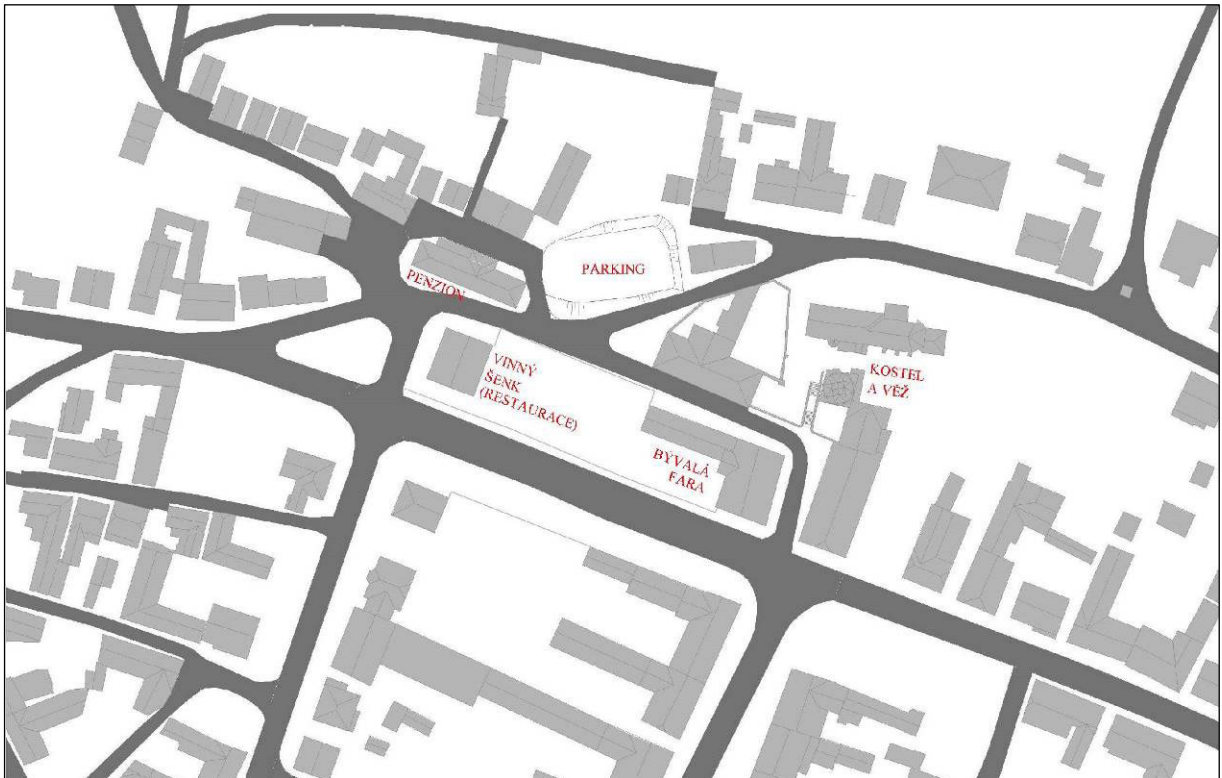 PARKING
PENZION
VINNÝ
ŠENK
(RESTAURACE)
KOSTEL
A VĚŽ
BÝVALÁ
FARA